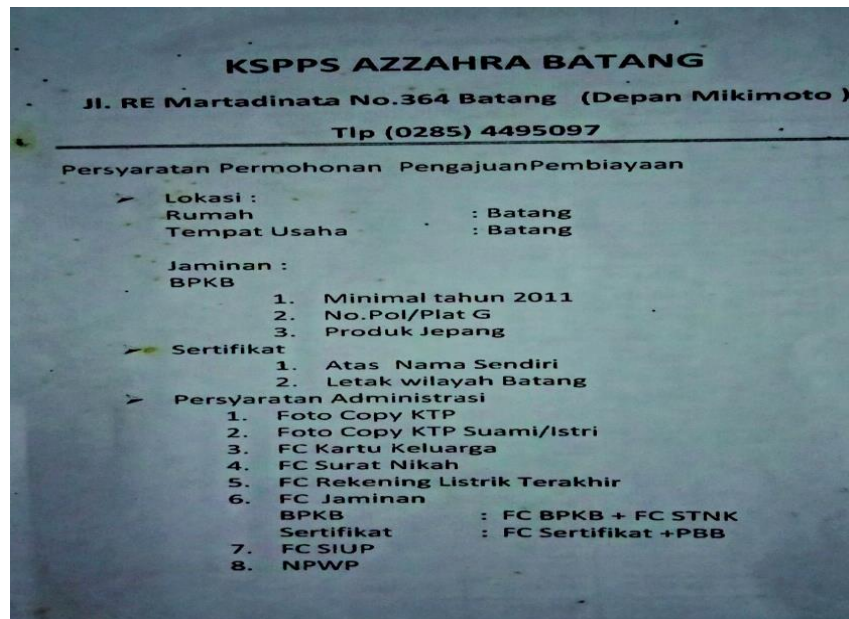 KSPPS AZZAHRA BATANG
Jl. RE Martadinata No.364 Batang (Depan Mikimoto )
Tlp (0285) 4495097
Persyaratan Permohonan PengajuanPembiayaan
➢ Lokasi :
Rumah : Batang
Tempat Usaha : Batang
Jaminan :
BPKB
1. Minimal tahun 2011
2. No.Pol/Plat G
3. Produk Jepang
➢ Sertifikat
1. Atas Nama Sendiri
2. Letak wilayah Batang
➢ Persyaratan Administrasi
1. Foto Copy KTP
2. Foto Copy KTP Suami/Istri
3. FC Kartu Keluarga
4. FC Surat Nikah
5. FC Rekening Listrik Terakhir
6. FC Jaminan
BPKB : FC BPKB + FC STNK
Sertifikat : FC Sertifikat +PBB
7. FC SIUP
8. NPWP